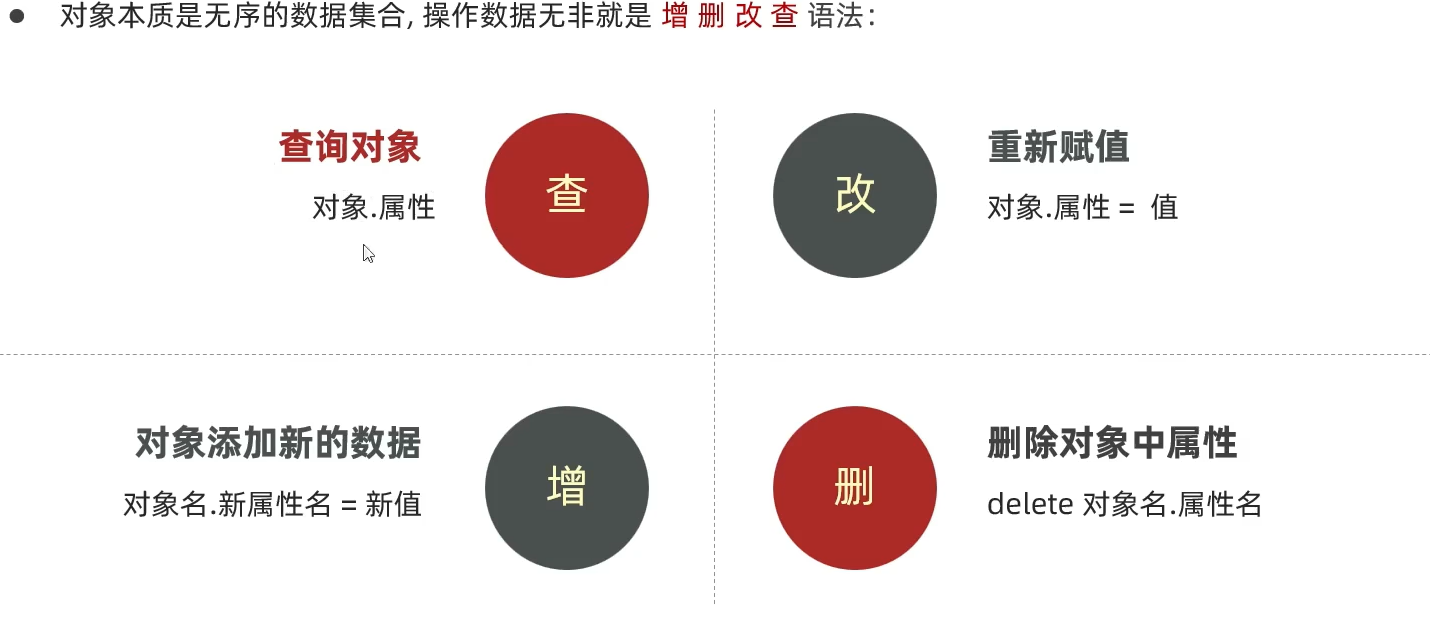 对象本质是无序的数据集合, 操作数据无非就是 增 删 改 查 语法:
查询对象
对象.属性
查
改
重新赋值
对象.属性 = 值
对象添加新的数据
对象名.新属性名 = 新值
增
删
删除对象中属性
delete 对象名.属性名